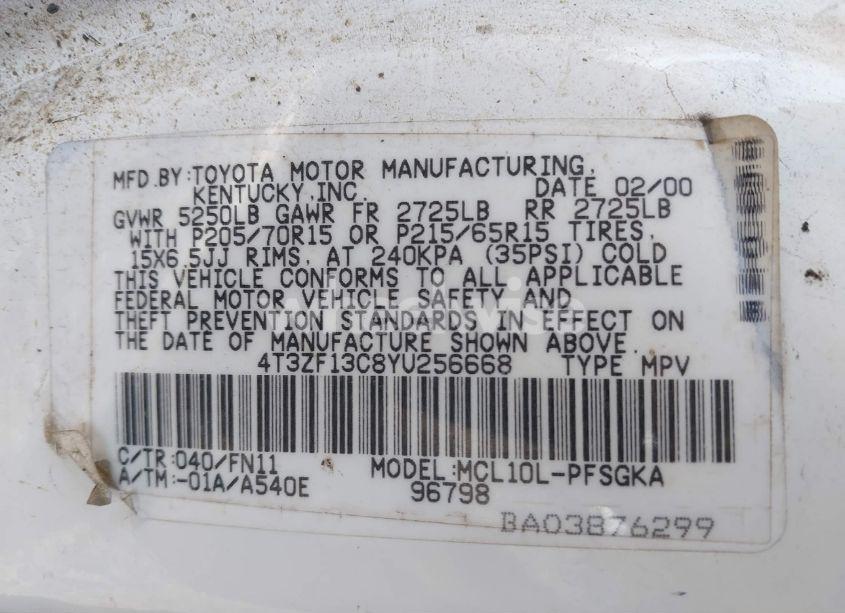 MFD.BY:TOYOTA MOTOR MANUFACTURING,
KENTUCKY,INC. DATE 02/00
GVWR 5250LB GAWR FR 2725LB RR 2725LB
WITH P205/70R15 OR P215/65R15 TIRES,
15X6.5JJ RIMS, AT 240KPA (35PSI) COLD
THIS VEHICLE CONFORMS TO ALL APPLICABLE
FEDERAL MOTOR VEHICLE SAFETY AND
THEFT PREVENTION STANDARDS IN EFFECT ON
THE DATE OF MANUFACTURE SHOWN ABOVE.
4T3ZF13C8YU256668 TYPE MPV
C/TR:040/FN11 MODEL:MCL10L-PFSGKA
A/TM:-01A/A540E 96798
BA03876299